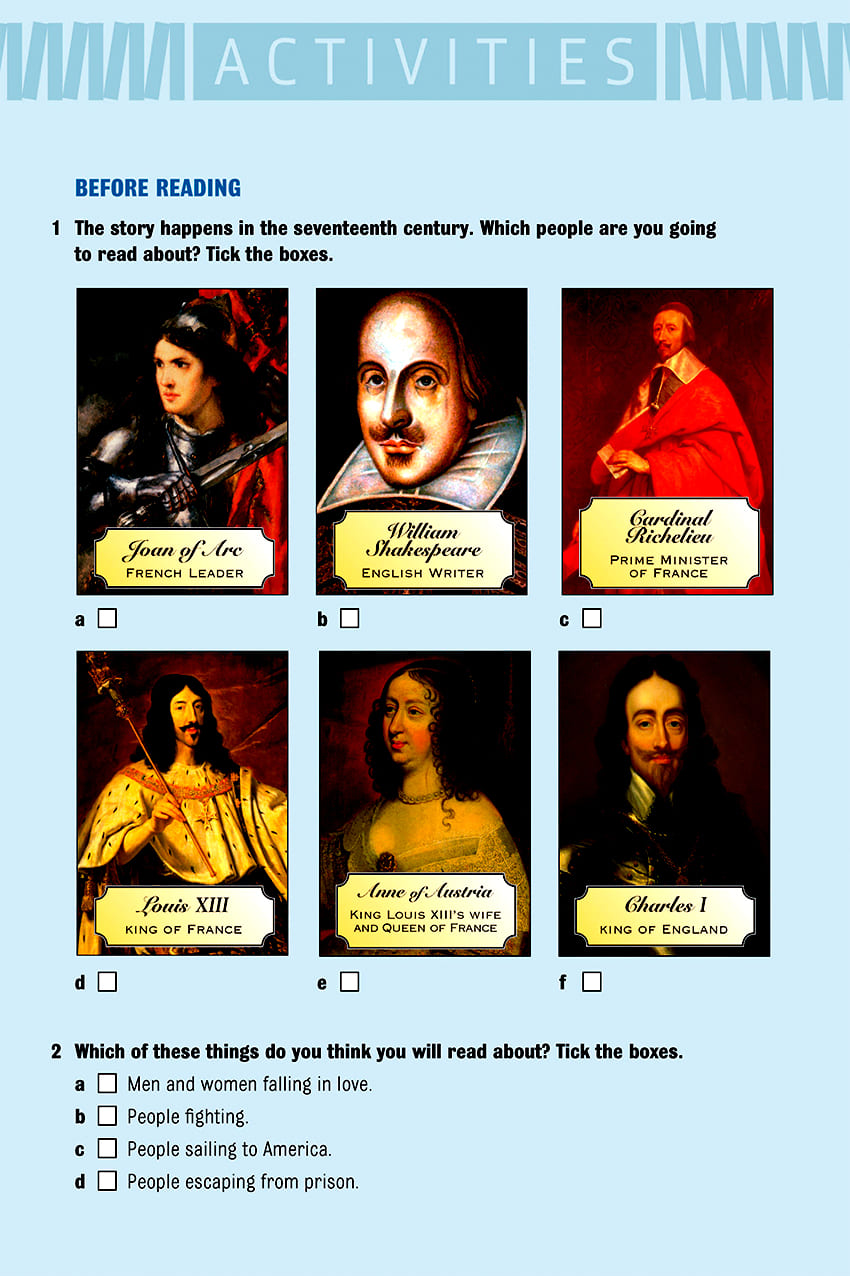 ACTIVITIES
BEFORE READING
1 The story happens in the seventeenth century. Which people are you going
to read about? Tick the boxes.
Joan of Arc
FRENCH LEADER
William
Shakespeare
ENGLISH WRITER
Cardinal
Richelieu
PRIME MINISTER
OF FRANCE
a
b
c
Louis XIII
KING OF FRANCE
Anne of Austria
KING LOUIS XIII'S WIFE
AND QUEEN OF FRANCE
Charles I
KING OF ENGLAND
d
e
f
2 Which of these things do you think you will read about? Tick the boxes.
a Men and women falling in love.
b People fighting.
c People sailing to America.
d People escaping from prison.